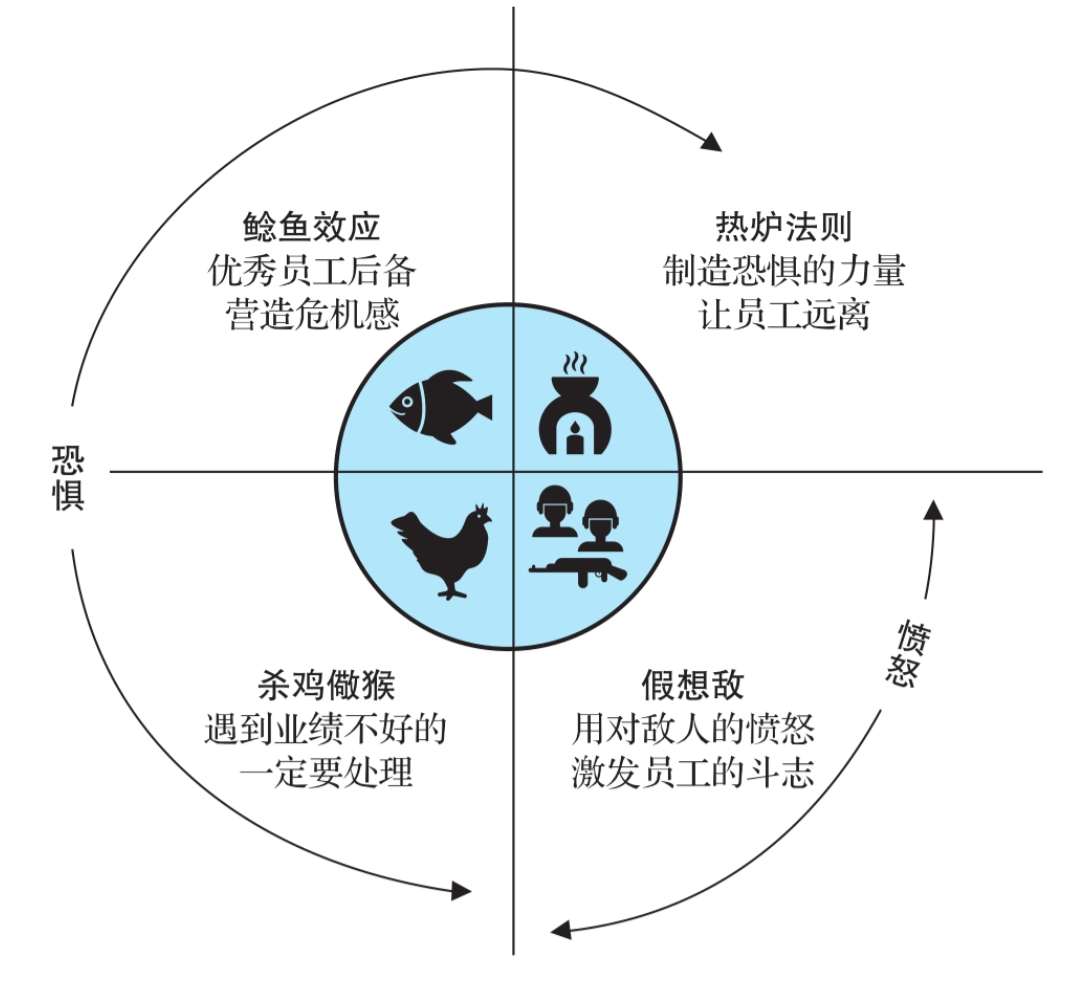 鲶鱼效应
优秀员工后备
营造危机感
热炉法则
制造恐惧的力量
让员工远离
恐惧
杀鸡儆猴
遇到业绩不好的
一定要处理
假想敌
用对敌人的愤怒
激发员工的斗志
愤怒